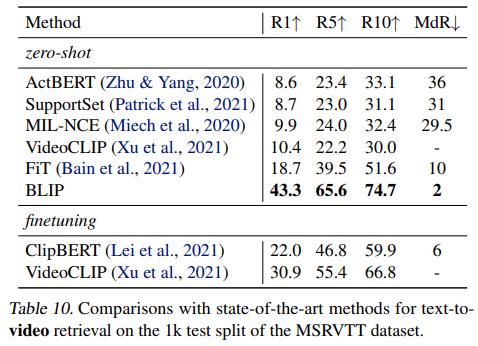 Method R1↑ R5↑ R10↑ MdR↓
zero-shot
ActBERT (Zhu & Yang, 2020) 8.6 23.4 33.1 36
SupportSet (Patrick et al., 2021) 8.7 23.0 31.1 31
MIL-NCE (Miech et al., 2020) 9.9 24.0 32.4 29.5
VideoCLIP (Xu et al., 2021) 10.4 22.2 30.0 -
FiT (Bain et al., 2021) 18.7 39.5 51.6 10
BLIP 43.3 65.6 74.7 2
finetuning
ClipBERT (Lei et al., 2021) 22.0 46.8 59.9 6
VideoCLIP (Xu et al., 2021) 30.9 55.4 66.8 -
Table 10. Comparisons with state-of-the-art methods for text-to-
video retrieval on the 1k test split of the MSRVTT dataset.